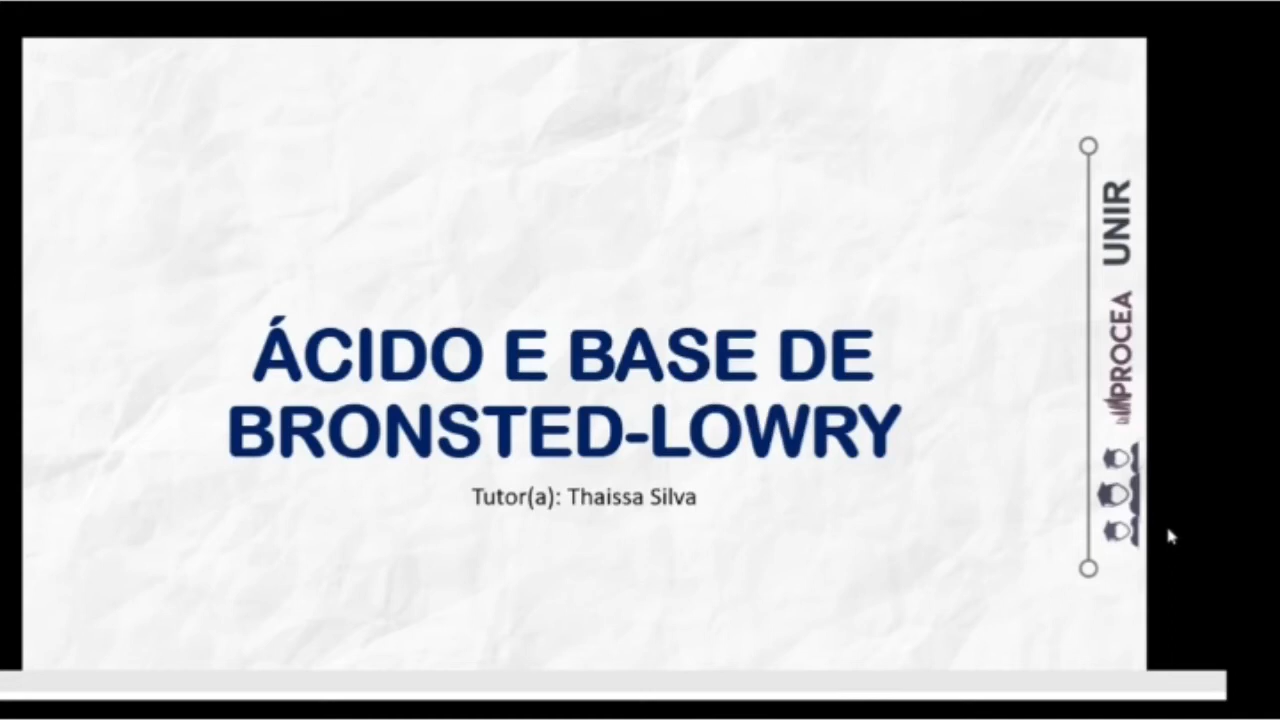 ÁCIDO E BASE DE
BRONSTED-LOWRY
Tutor(a): Thaissa Silva
PROCEA
UNIR